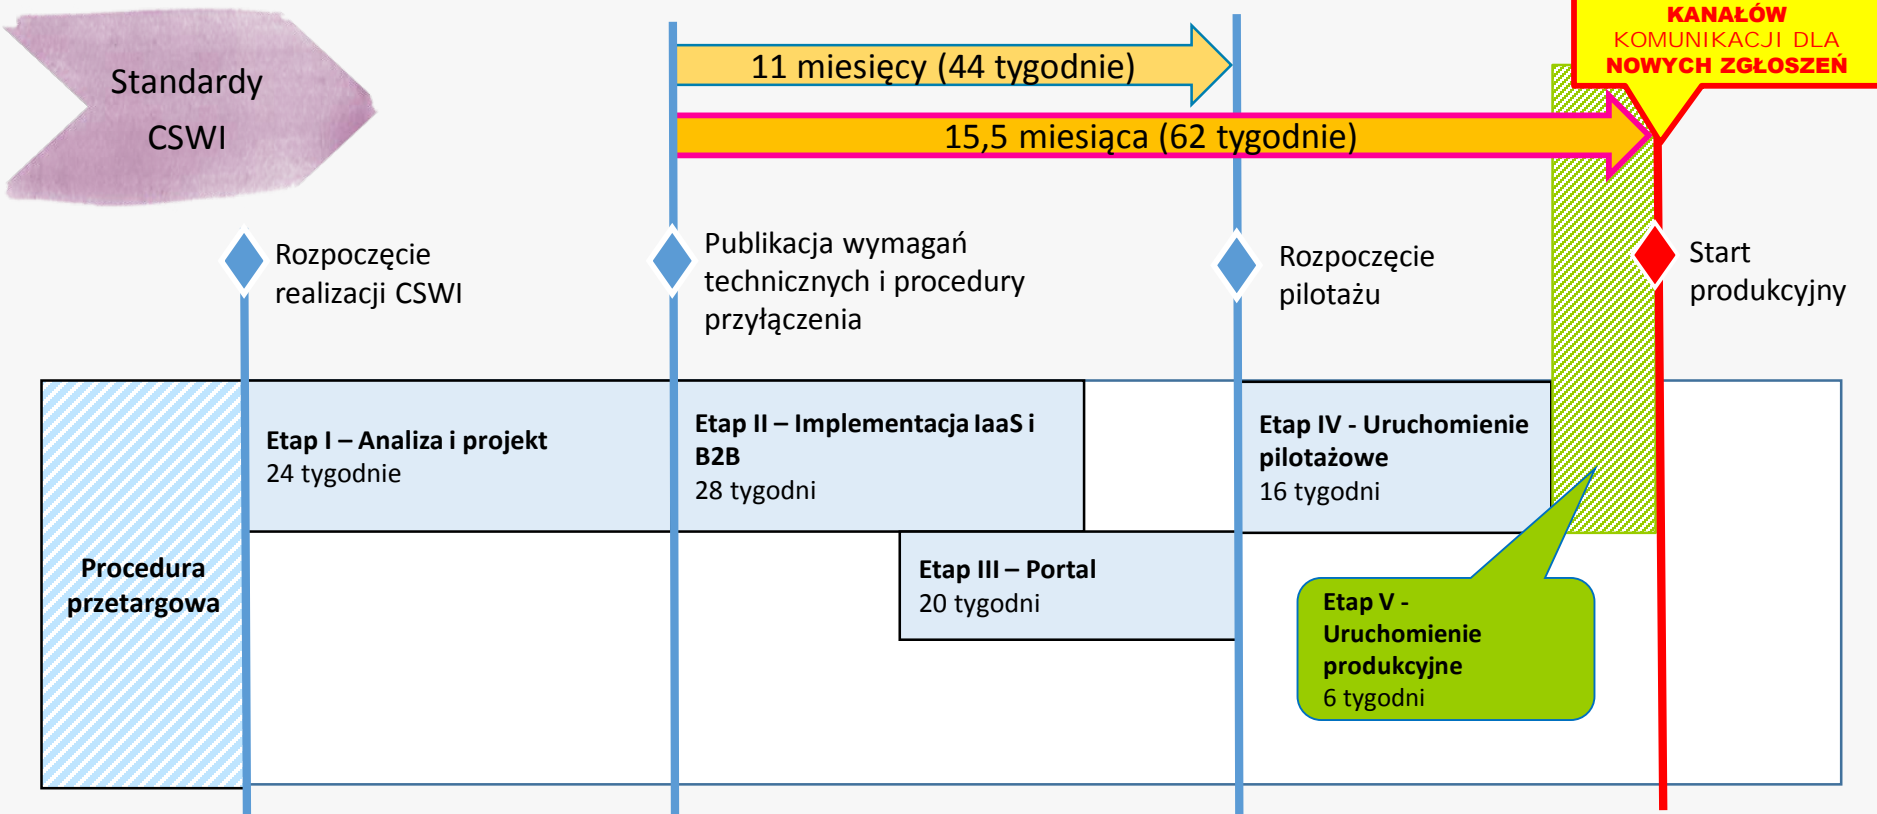 Standardy
CSWI
11 miesięcy (44 tygodnie)
15,5 miesiąca (62 tygodnie)
KANAŁÓW
KOMUNIKACJI DLA
NOWYCH ZGŁOSZEŃ
Rozpoczęcie
realizacji CSWI
Publikacja wymagań
technicznych i procedury
przyłączenia
Rozpoczęcie
pilotażu
Start
produkcyjny
Procedura
przetargowa
Etap I – Analiza i projekt
24 tygodnie
Etap II – Implementacja IaaS i
B2B
28 tygodni
Etap III – Portal
20 tygodni
Etap IV - Uruchomienie
pilotażowe
16 tygodni
Etap V -
Uruchomienie
produkcyjne
6 tygodni